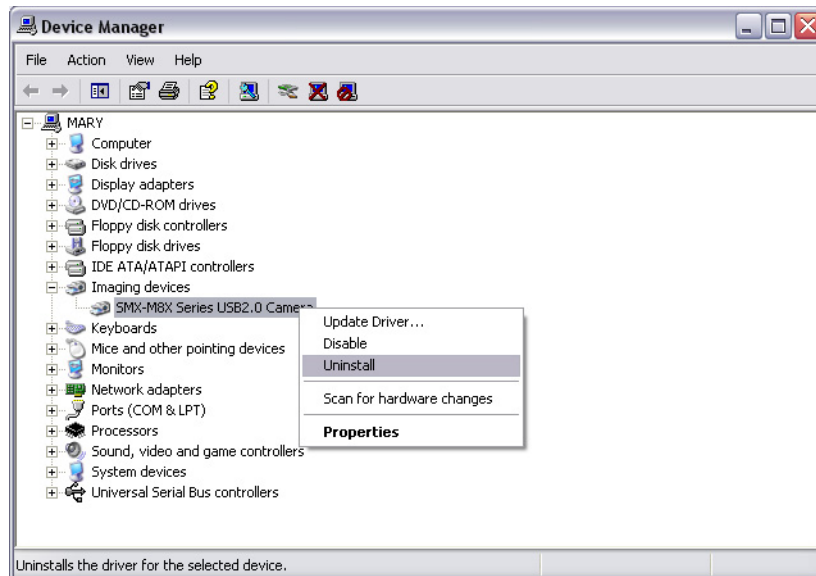 Device Manager
File Action View Help
MARY
Computer
Disk drives
Display adapters
DVD/CD-ROM drives
Floppy disk controllers
Floppy disk drives
IDE ATA/ATAPI controllers
Imaging devices
SMX-M8X Series USB2.0 Camera
Keyboards
Mice and other pointing devices
Monitors
Network adapters
Ports (COM & LPT)
Processors
Sound, video and game controllers
System devices
Universal Serial Bus controllers
Update Driver...
Disable
Uninstall
Scan for hardware changes
Properties
Uninstalls the driver for the selected device.